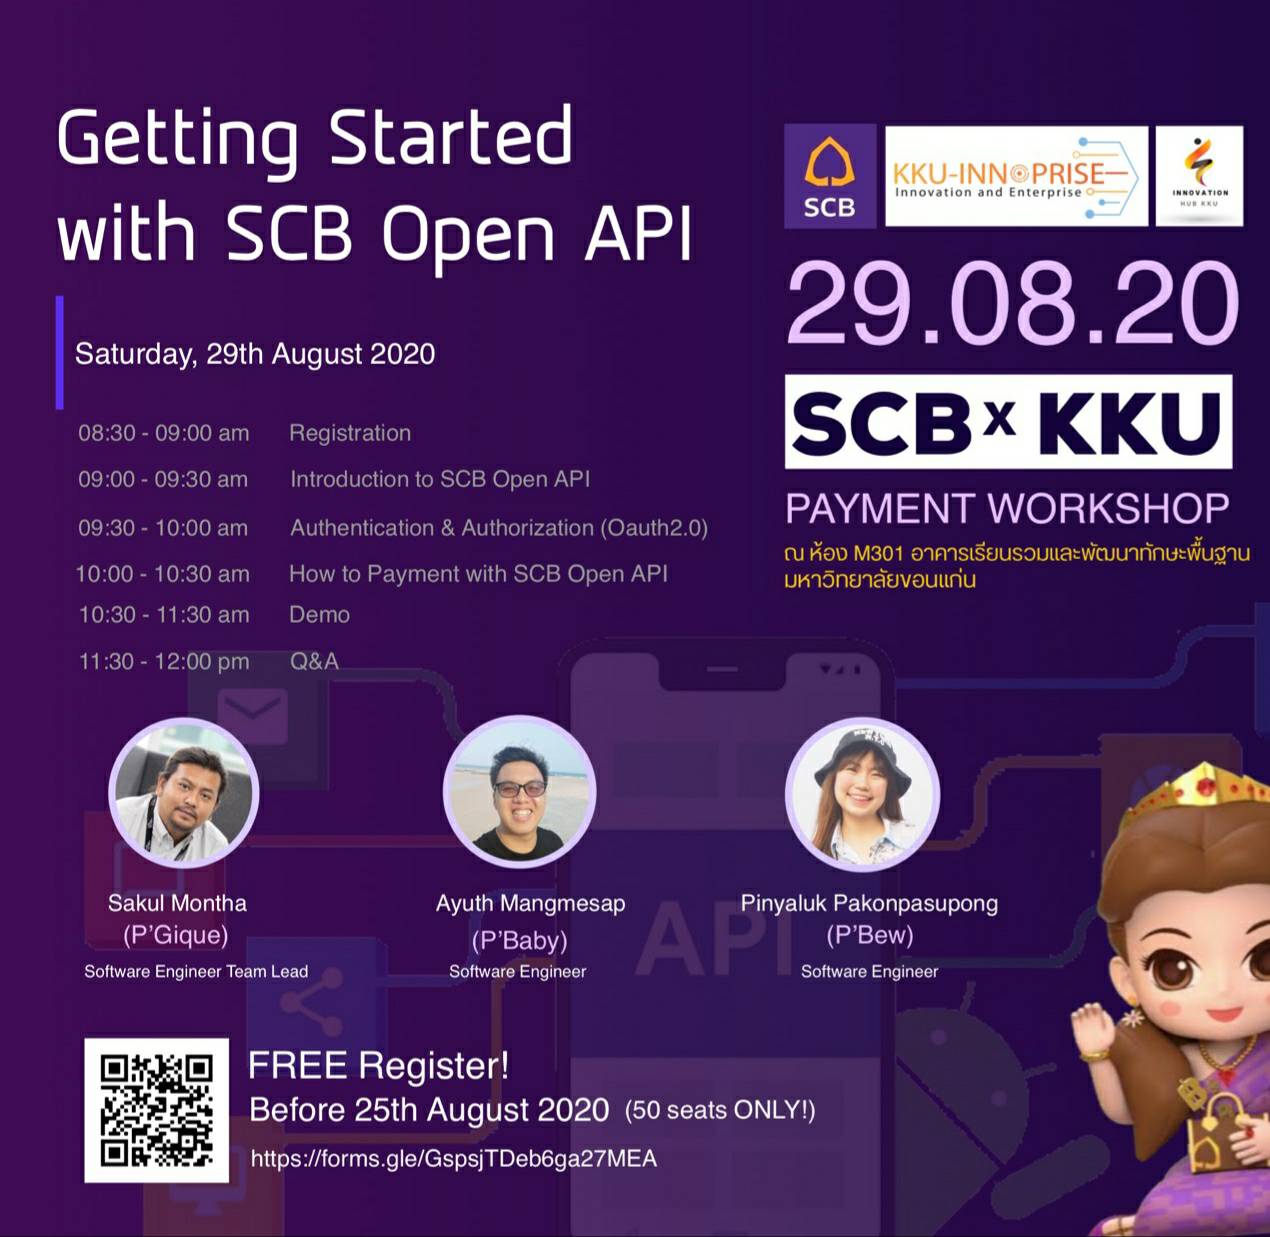 Getting Started
with SCB Open API
Saturday, 29th August 2020
08:30 - 09:00 am Registration
09:00 - 09:30 am Introduction to SCB Open API
09:30 - 10:00 am Authentication & Authorization (Oauth2.0)
10:00 - 10:30 am How to Payment with SCB Open API
10:30 - 11:30 am Demo
11:30 - 12:00 pm Q&A
SCB
KKU-INNOPRISE
Innovation and Enterprise
INNOVATION
HUB KKU
29.08.20
SCB x KKU
PAYMENT WORKSHOP
ณ ห้อง M301 อาคารเรียนรวมและพัฒนาทักษะพื้นฐาน
มหาวิทยาลัยขอนแก่น
API
Sakul Montha
(P'Gique)
Software Engineer Team Lead
Ayuth Mangmesap
(P'Baby)
Software Engineer
Pinyaluk Pakonpasupong
(P'Bew)
Software Engineer
FREE Register!
Before 25th August 2020 (50 seats ONLY!)
https://forms.gle/GspsjTDeb6ga27MEA